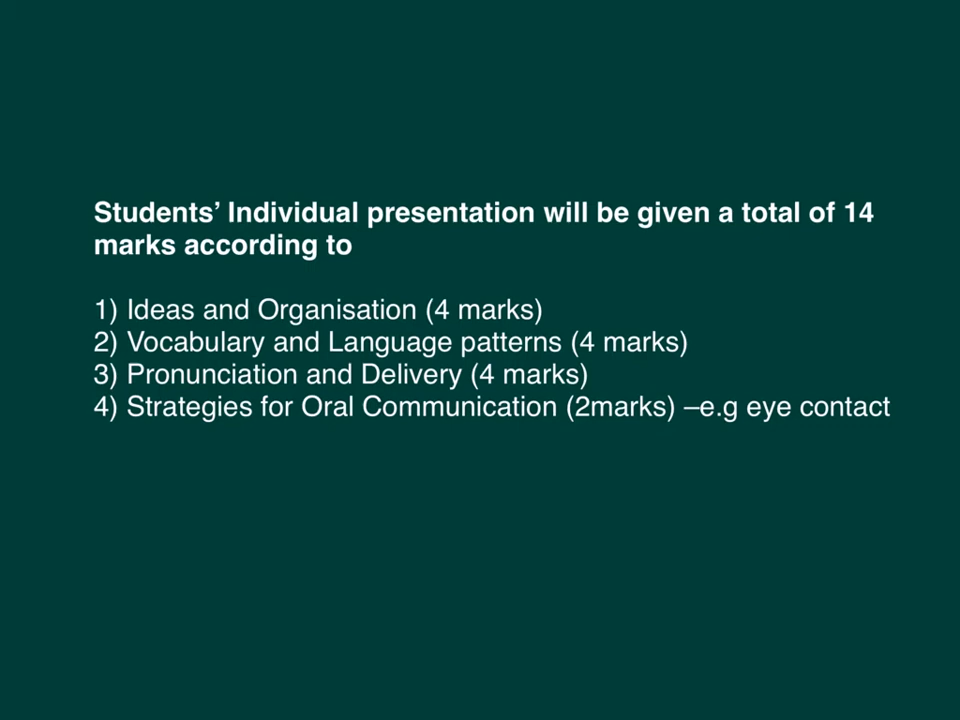 Students’ Individual presentation will be given a total of 14
marks according to
1) Ideas and Organisation (4 marks)
2) Vocabulary and Language patterns (4 marks)
3) Pronunciation and Delivery (4 marks)
4) Strategies for Oral Communication (2marks) –e.g eye contact